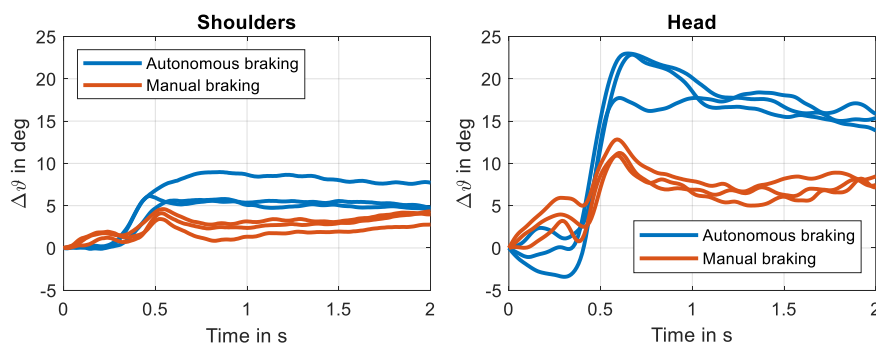 Shoulders
25
20
15
10
5
0
-5
Δϑ in deg
Autonomous braking
Manual braking
0 0.5 1 1.5 2
Time in s
Head
25
20
15
10
5
0
-5
Δϑ in deg
Autonomous braking
Manual braking
0 0.5 1 1.5 2
Time in s